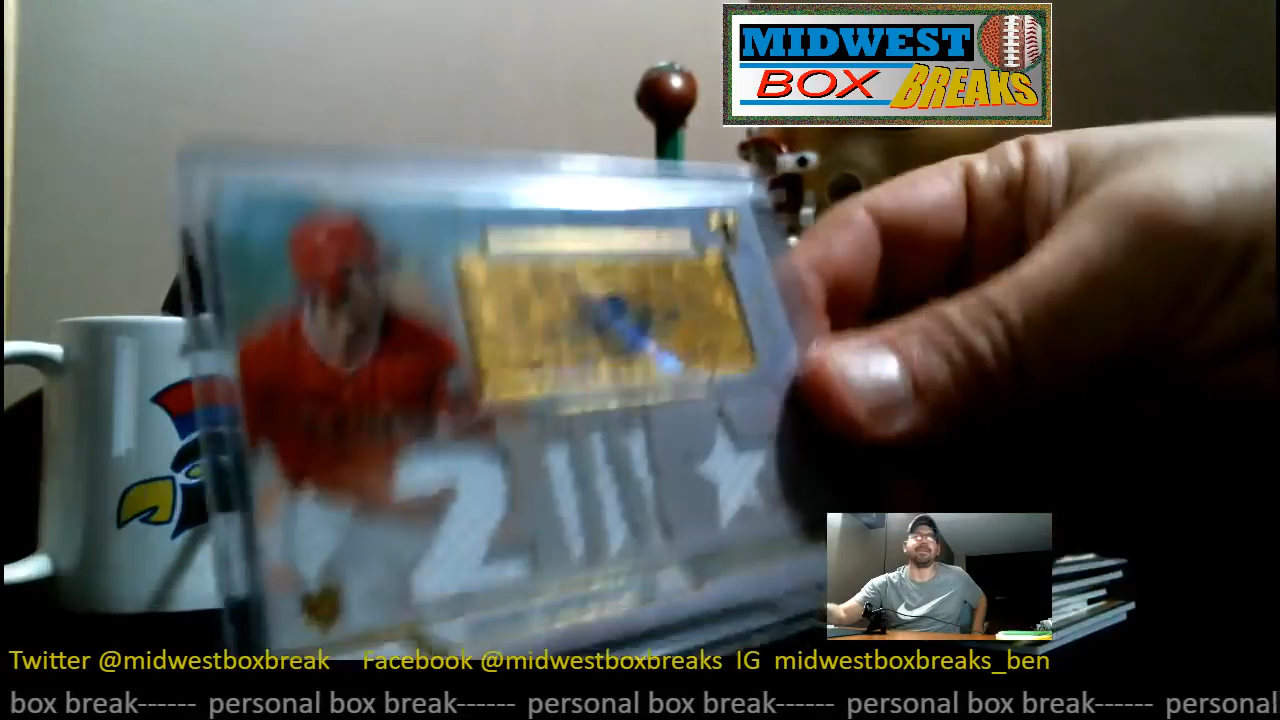 MIDWEST
BOX BREAKS
Twitter @midwestboxbreak Facebook @midwestboxbreaks IG midwestboxbreaks_ben
box break------ personal box break------ personal box break------ personal box break------ personal